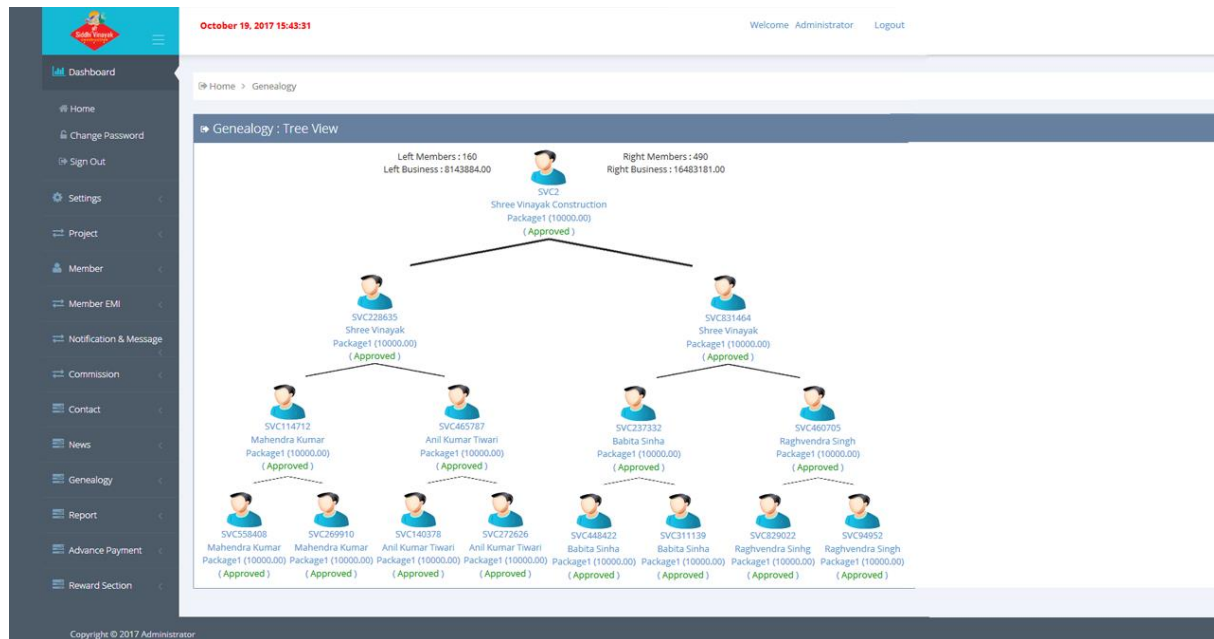 Siddhi Vinayak
October 19, 2017 15:43:31
Welcome Administrator
Logout
Dashboard
Home
Change Password
Sign Out
Settings
Project
Member
Member EMI
Notification & Message
Commission
Contact
News
Genealogy
Report
Advance Payment
Reward Section
Home > Genealogy
Genealogy : Tree View
Left Members : 160
Left Business : 8143884.00
Right Members : 490
Right Business : 16483181.00
SVC2
Shree Vinayak Construction
Package1 (10000.00)
( Approved )
SVC228635
Shree Vinayak
Package1 (10000.00)
( Approved )
SVC831464
Shree Vinayak
Package1 (10000.00)
( Approved )
SVC114712
Mahendra Kumar
Package1 (10000.00)
( Approved )
SVC465787
Anil Kumar Tiwari
Package1 (10000.00)
( Approved )
SVC237332
Babita Sinha
Package1 (10000.00)
( Approved )
SVC460705
Raghvendra Singh
Package1 (10000.00)
( Approved )
SVC558408
Mahendra Kumar
Package1 (10000.00)
( Approved )
SVC269910
Mahendra Kumar
Package1 (10000.00)
( Approved )
SVC140378
Anil Kumar Tiwari
Package1 (10000.00)
( Approved )
SVC272626
Anil Kumar Tiwari
Package1 (10000.00)
( Approved )
SVC448422
Babita Sinha
Package1 (10000.00)
( Approved )
SVC311139
Babita Sinha
Package1 (10000.00)
( Approved )
SVC829022
Raghvendra Sinhg
Package1 (10000.00)
( Approved )
SVC94952
Raghvendra Singh
Package1 (10000.00)
( Approved )
Copyright © 2017 Administrator